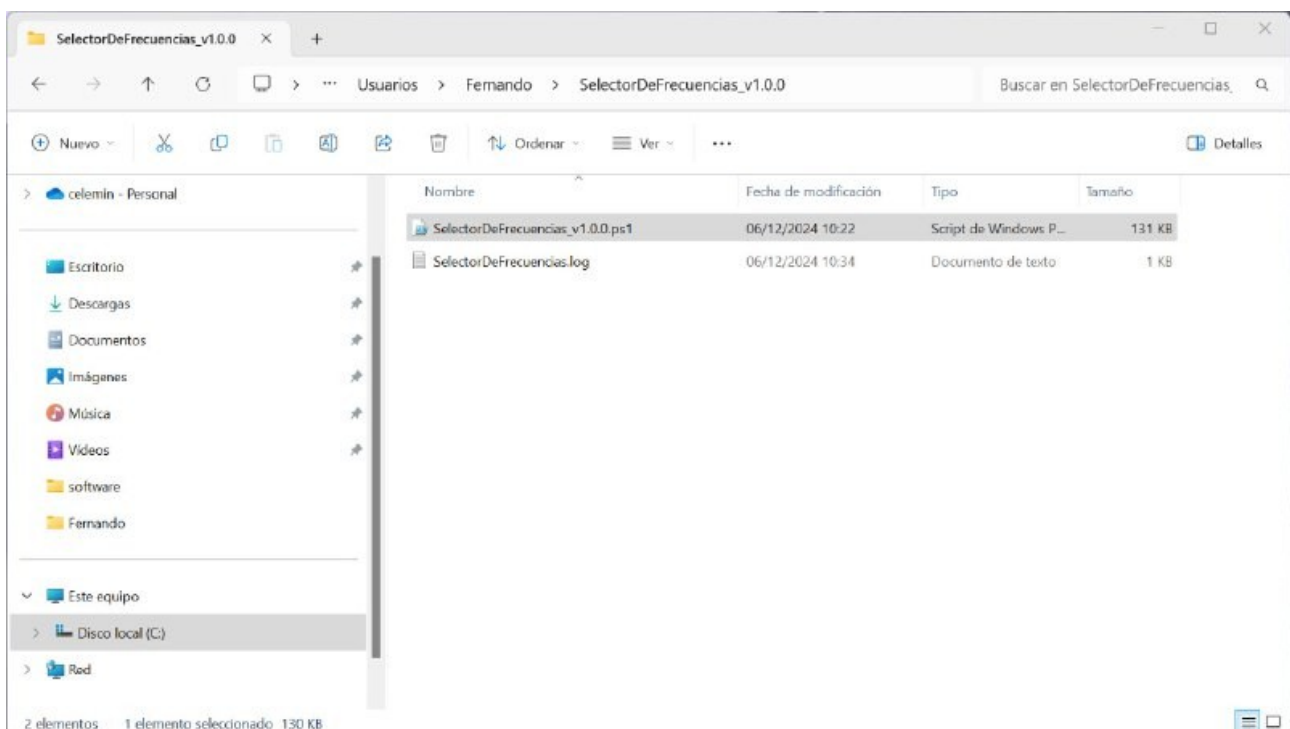 SelectorDeFrecuencias_v1.0.0
Usuarios > Fernando > SelectorDeFrecuencias_v1.0.0
Buscar en SelectorDeFrecuencias_
Nuevo
Ordenar
Ver
Detalles
celemin - Personal
Escritorio
Descargas
Documentos
Imágenes
Música
Vídeos
software
Fernando
Este equipo
Disco local (C:)
Red
Nombre Fecha de modificación Tipo Tamaño
SelectorDeFrecuencias_v1.0.0.ps1 06/12/2024 10:22 Script de Windows P... 131 KB
SelectorDeFrecuencias.log 06/12/2024 10:34 Documento de texto 1 KB
2 elementos 1 elemento seleccionado 130 KB